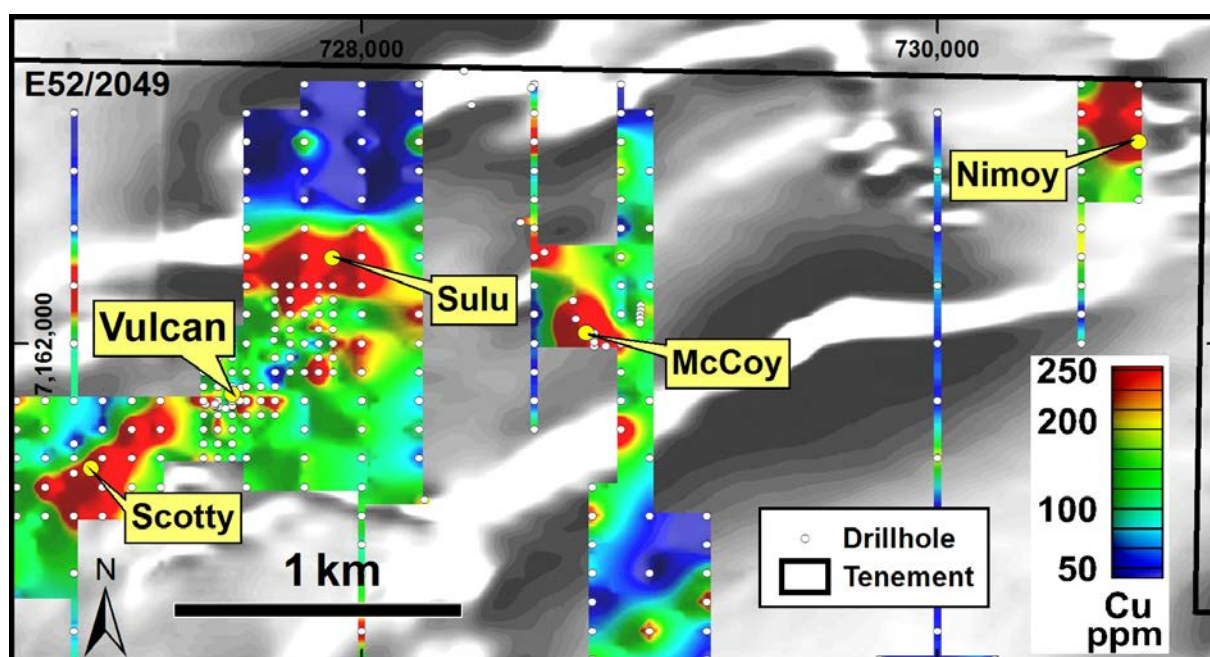 728,000
730,000
E52/2049
Nimoy
Sulu
Vulcan
7,162,000
McCoy
Scotty
N
1 km
Drillhole
Tenement
250
200
100
50
Cu
ppm